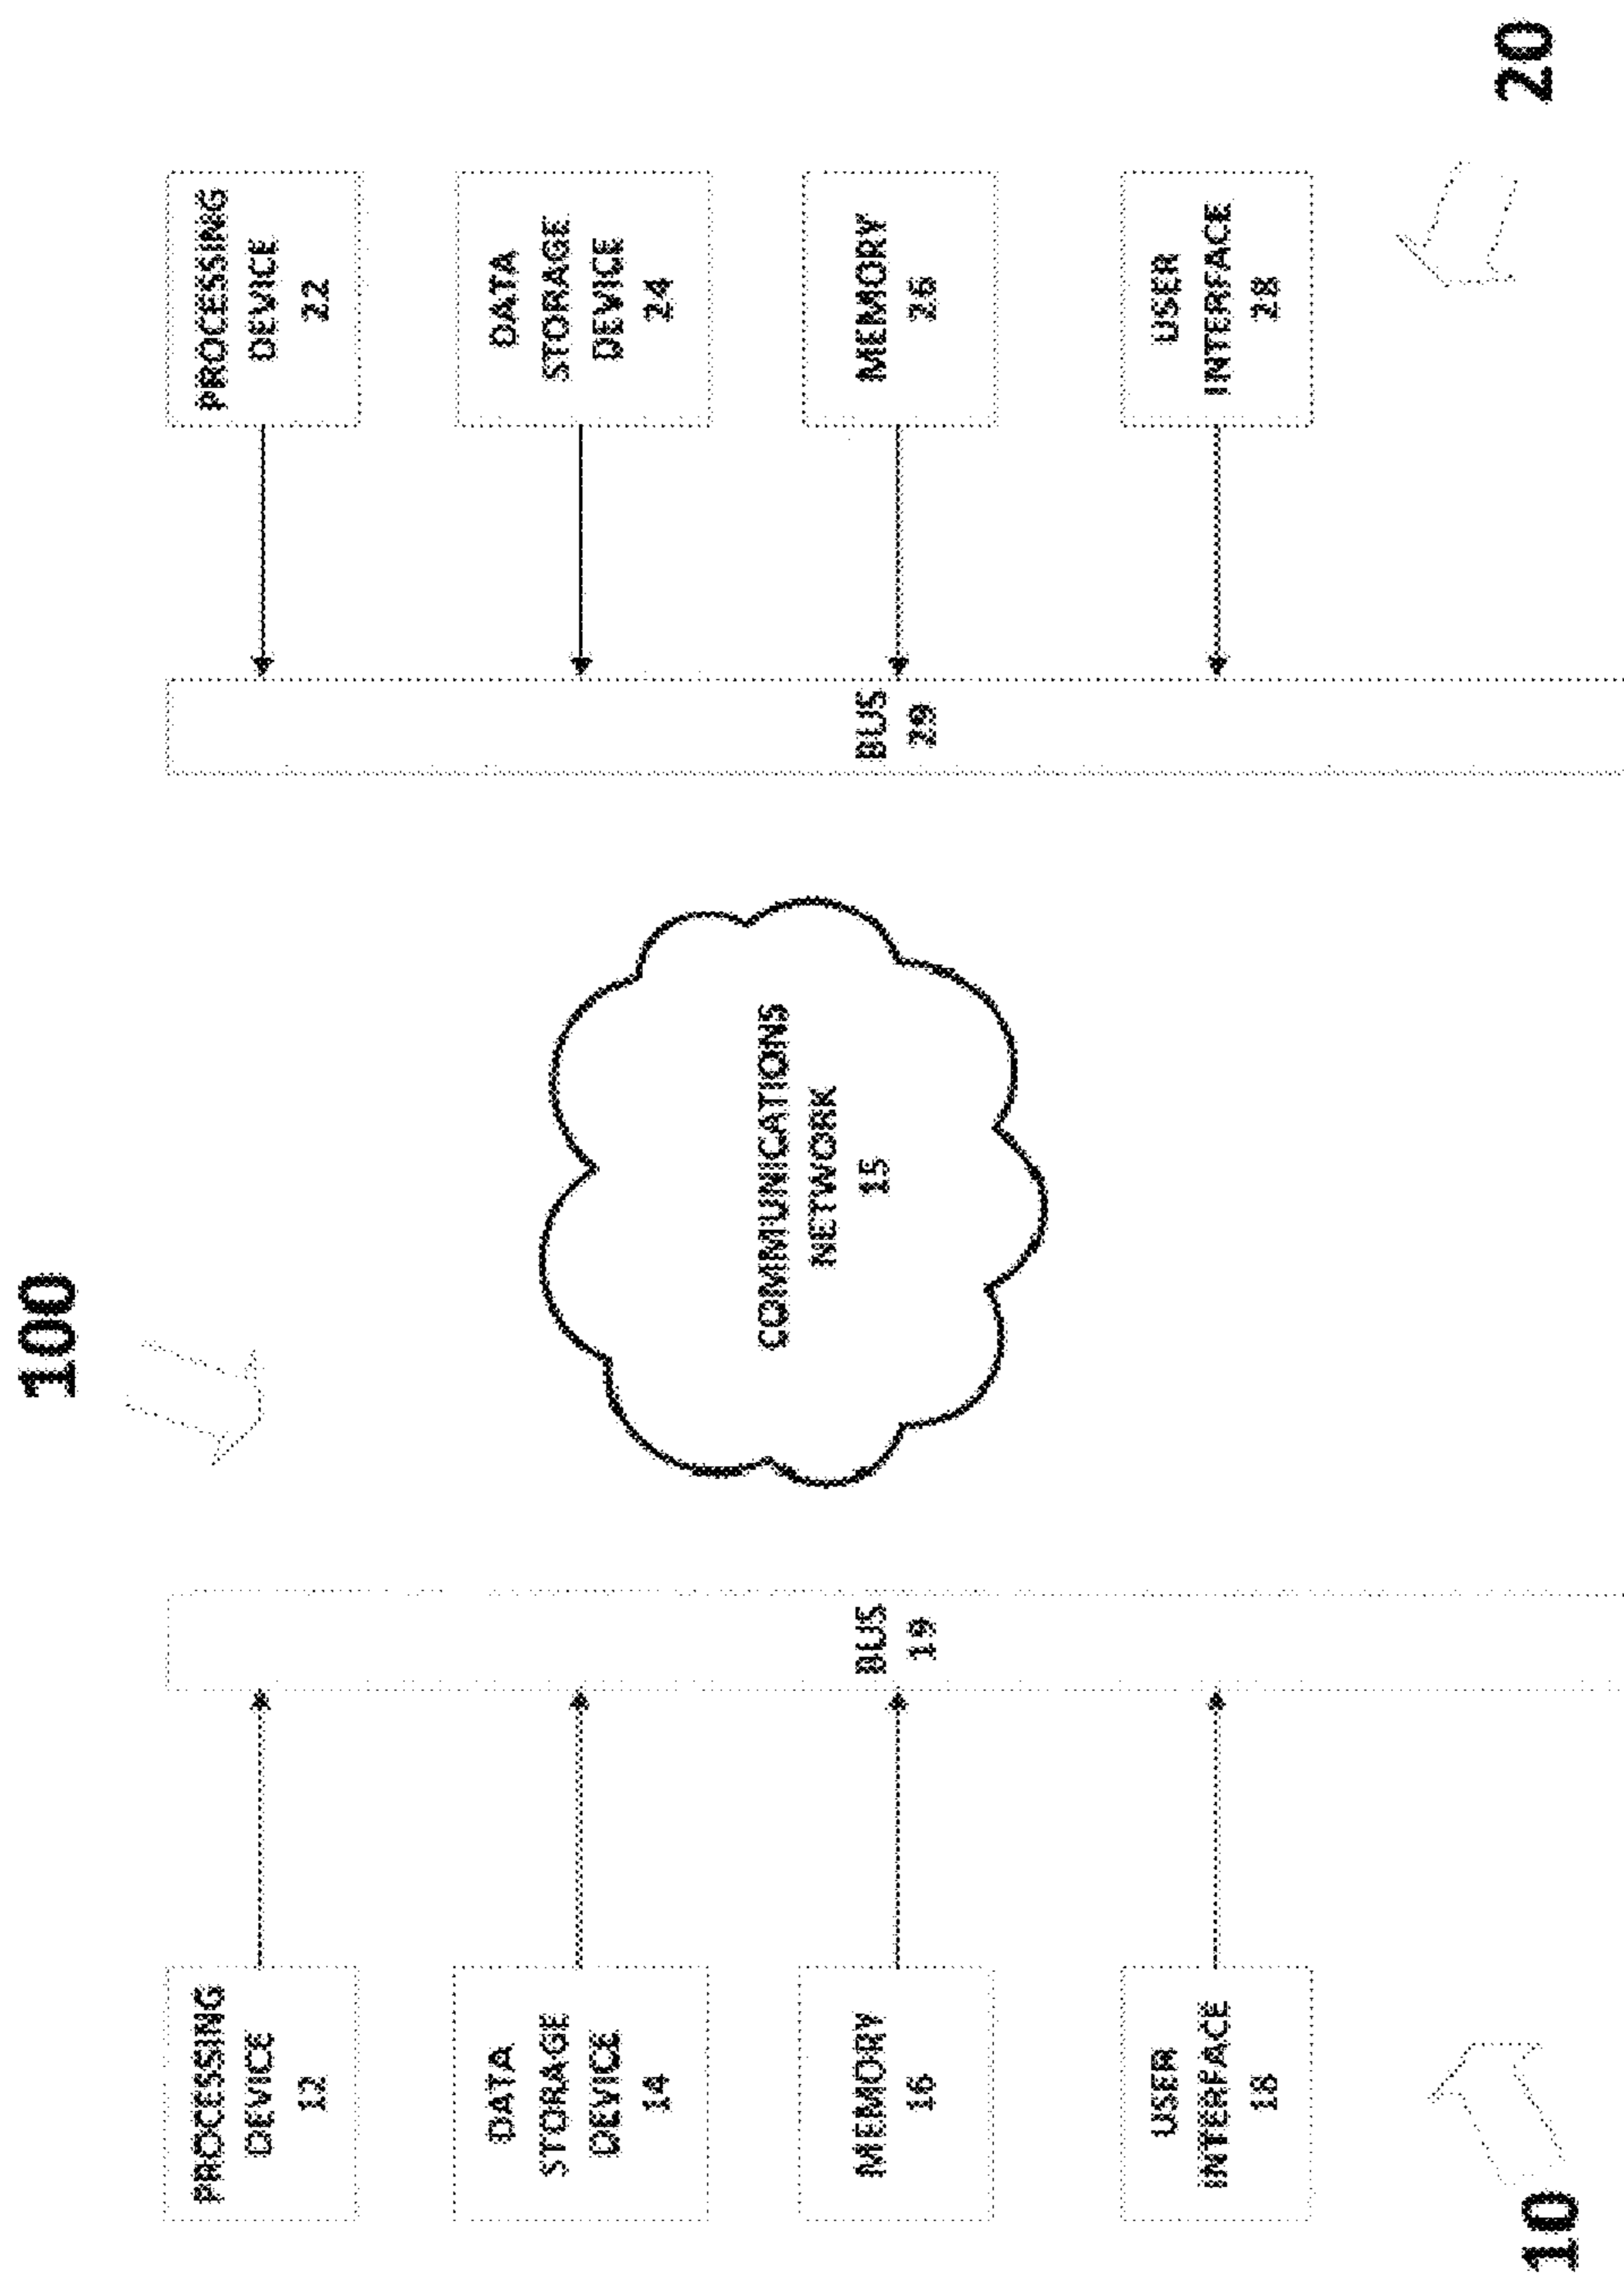 100
PROCESSING
DEVICE
12
DATA
STORAGE
DEVICE
14
MEMORY
16
USER
INTERFACE
18
10
BUS
19
COMMUNICATIONS
NETWORK
15
BUS
29
PROCESSING
DEVICE
22
DATA
STORAGE
DEVICE
24
MEMORY
26
USER
INTERFACE
28
20